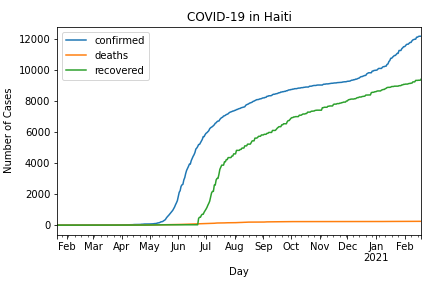 COVID-19 in Haiti
confirmed
deaths
recovered
12000
10000
8000
6000
4000
2000
0
Number of Cases
Feb Mar Apr May Jun Jul Aug Sep Oct Nov Dec Jan Feb
2021
Day